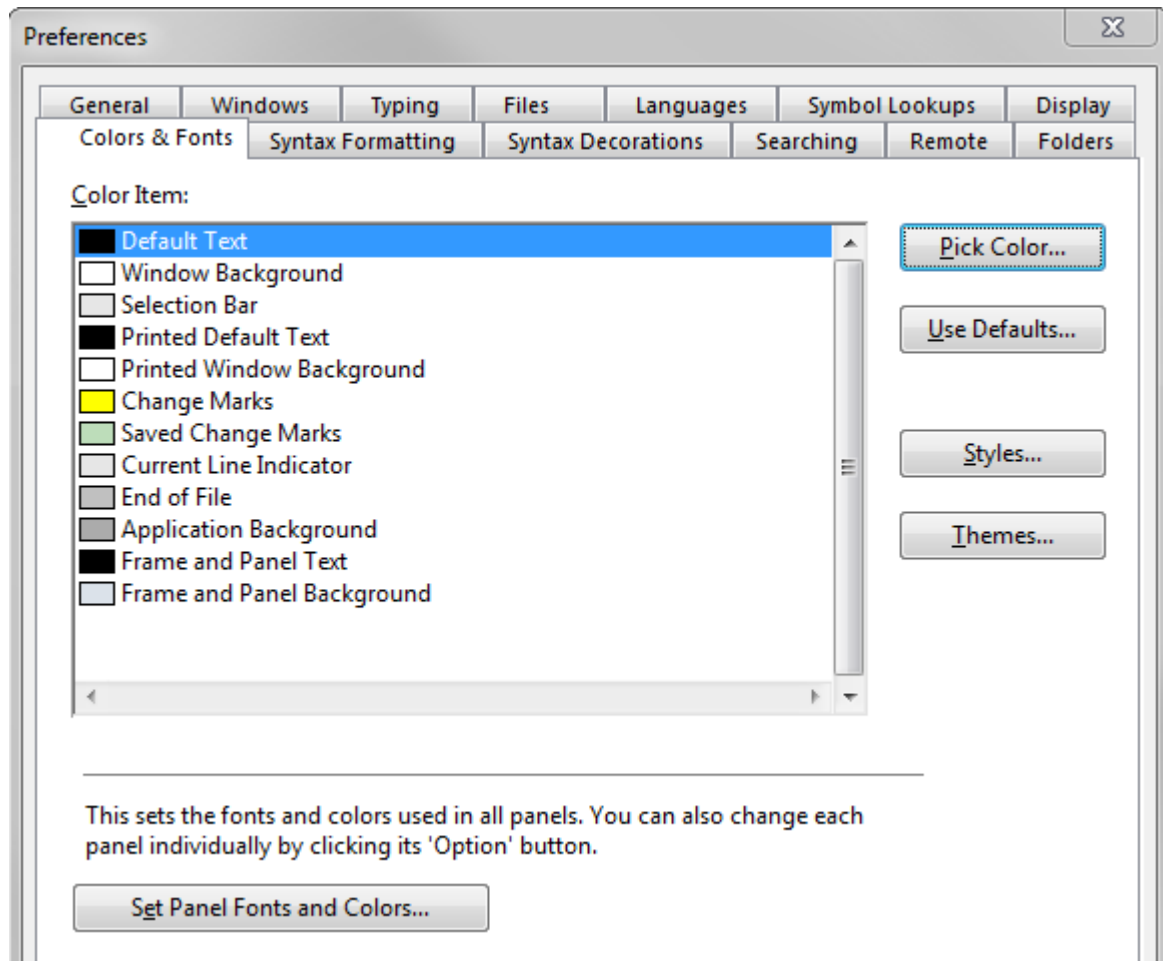 Preferences
General Windows Typing Files Languages Symbol Lookups Display
Colors & Fonts Syntax Formatting Syntax Decorations Searching Remote Folders
Color Item:
Default Text
Window Background
Selection Bar
Printed Default Text
Printed Window Background
Change Marks
Saved Change Marks
Current Line Indicator
End of File
Application Background
Frame and Panel Text
Frame and Panel Background
Pick Color...
Use Defaults...
Styles...
Themes...
This sets the fonts and colors used in all panels. You can also change each
panel individually by clicking its 'Option' button.
Set Panel Fonts and Colors...